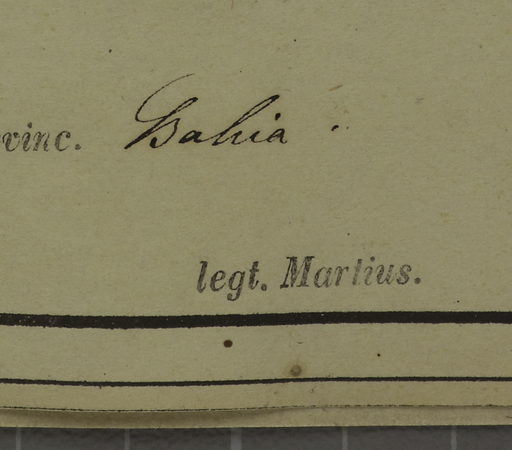 vinc. Bahia.
legt. Martius.